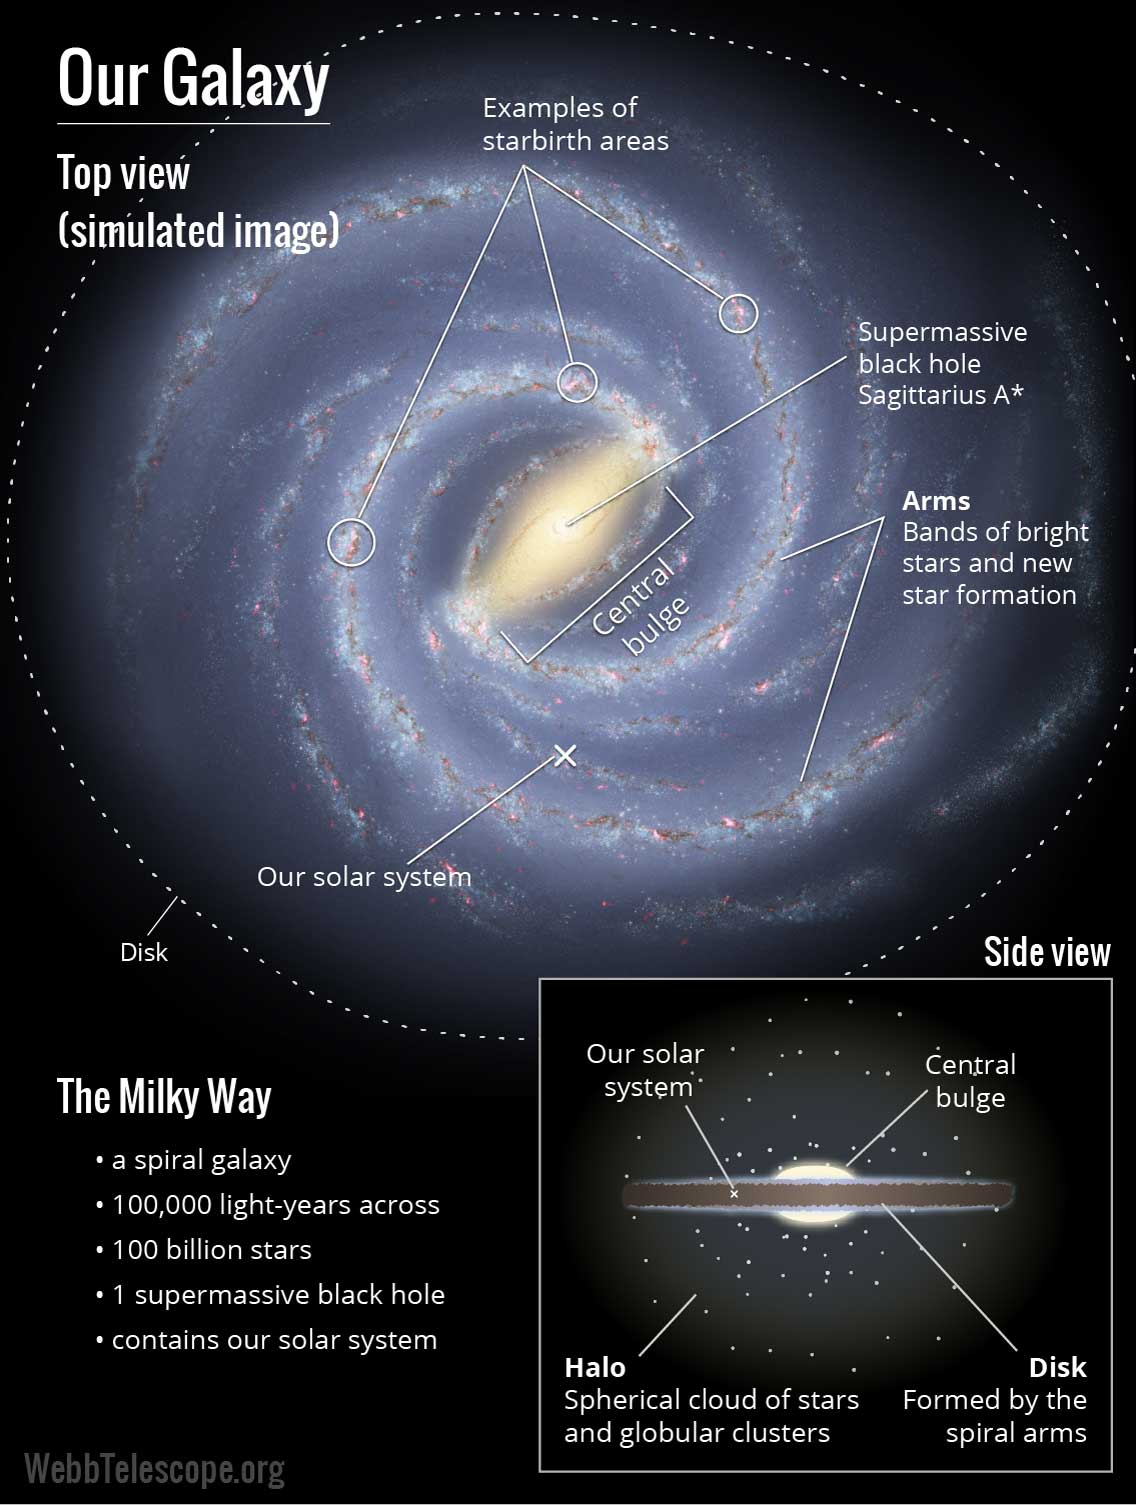 Our Galaxy
Top view
(simulated image)
Examples of
starbirth areas
Supermassive
black hole
Sagittarius A*
Arms
Bands of bright
stars and new
star formation
Central
bulge
Our solar system
Disk
The Milky Way
• a spiral galaxy
• 100,000 light-years across
• 100 billion stars
• 1 supermassive black hole
• contains our solar system
Side view
Our solar
system
Central
bulge
Halo
Spherical cloud of stars
and globular clusters
Disk
Formed by the
spiral arms
WebbTelescope.org